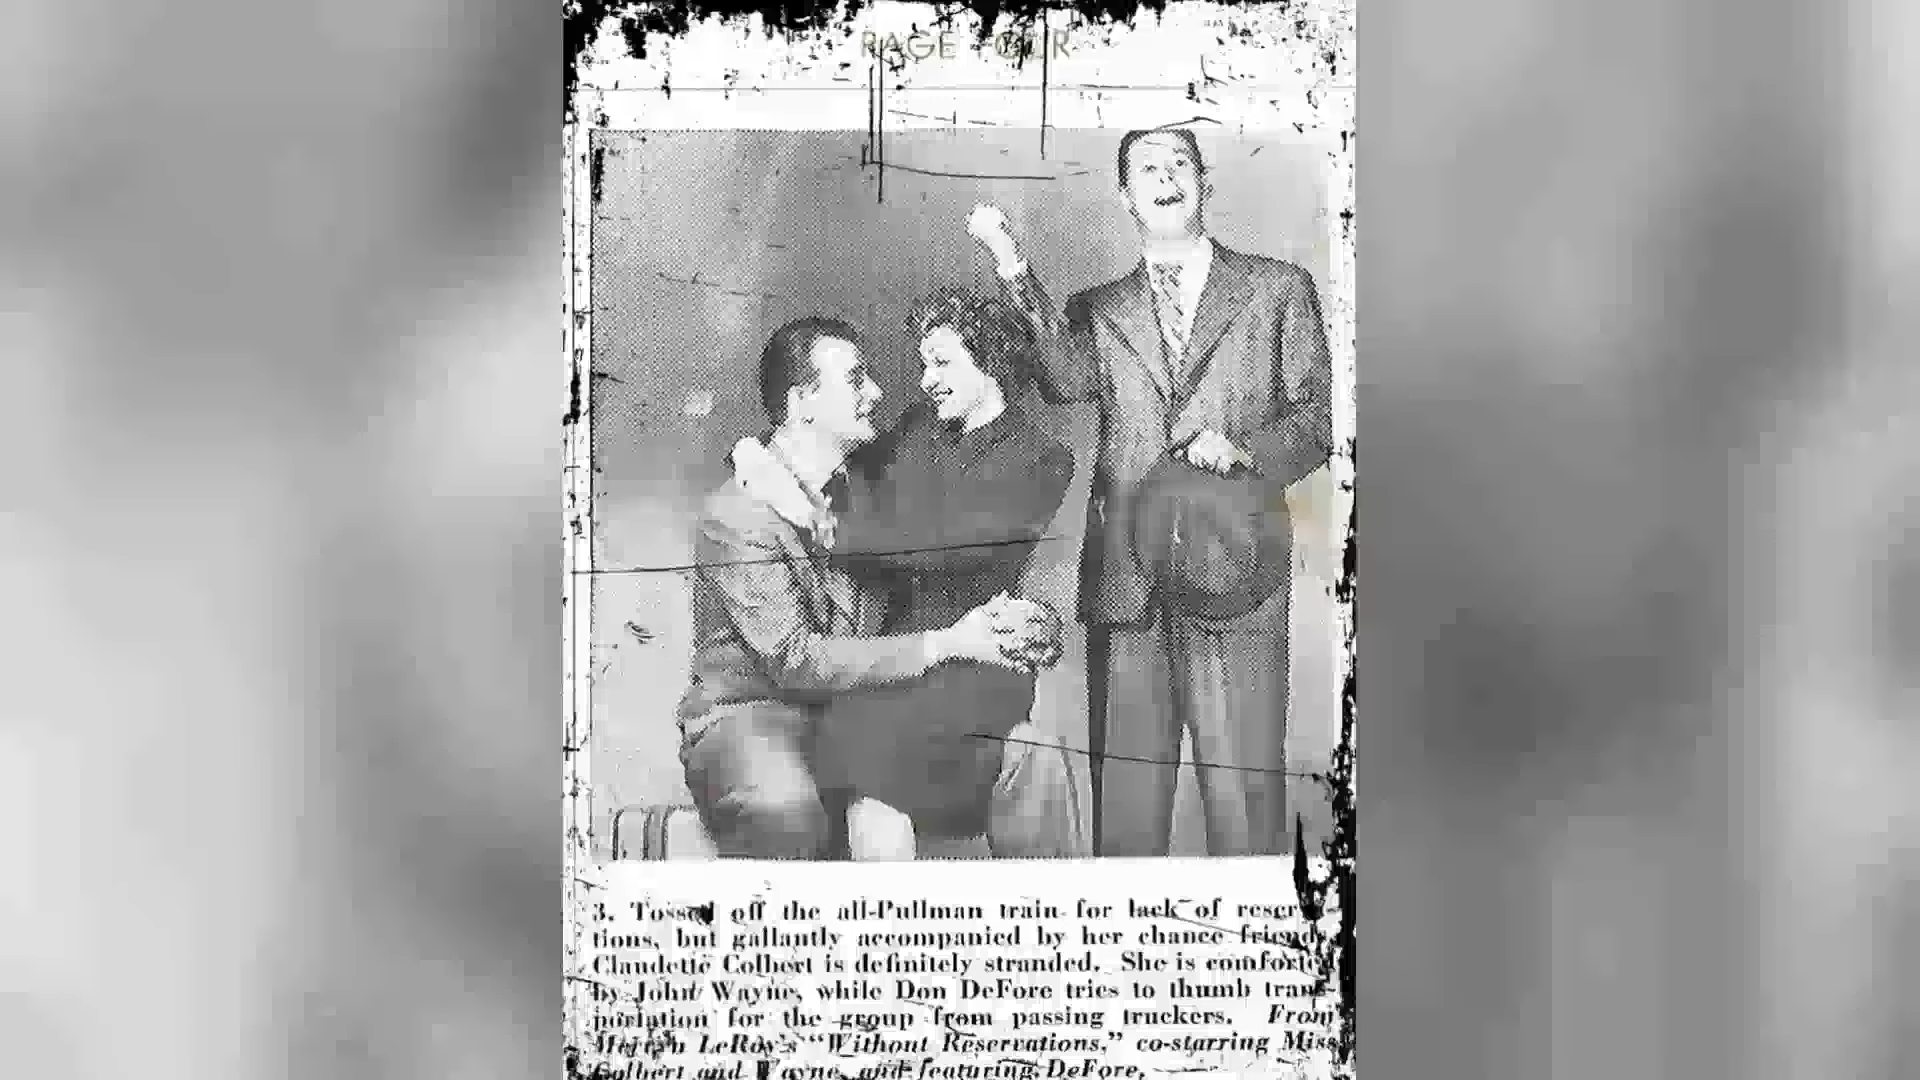 PAGE FOUR
3. Tossed off the all-Pullman train for lack of reserva-
tions, but gallantly accompanied by her chance friends,
Claudette Colbert is definitely stranded. She is comforted
by John Wayne, while Don DeFore tries to thumb trans-
portation for the group from passing truckers. From
Mervyn LeRoy's "Without Reservations," co-starring Miss
Colbert and Wayne, and featuring DeFore.